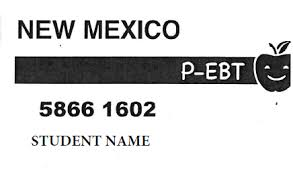 NEW MEXICO
P-EBT
5866 1602
STUDENT NAME